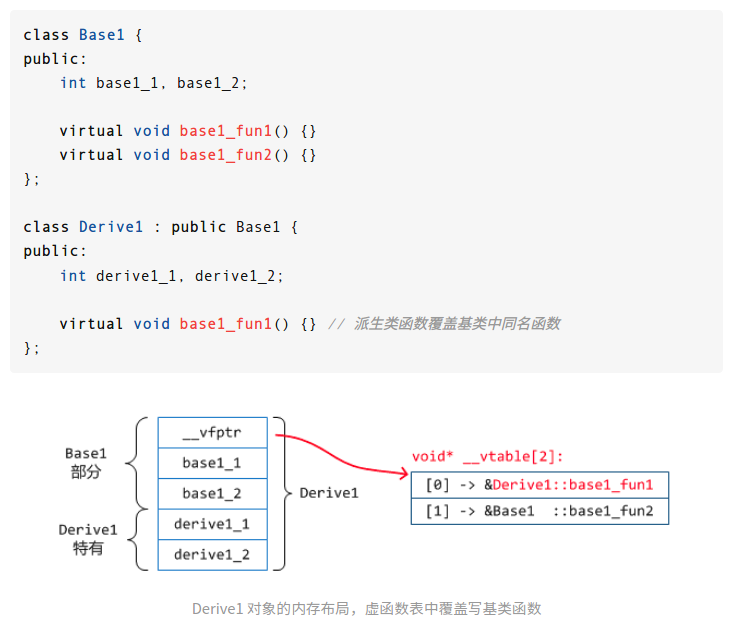 class Base1 {
public:
    int base1_1, base1_2;

    virtual void base1_fun1() {}
    virtual void base1_fun2() {}
};

class Derive1 : public Base1 {
public:
    int derive1_1, derive1_2;

    virtual void base1_fun1() {} // 派生类函数覆盖基类中同名函数
};
Base1
部分
Derive1
特有
__vfptr
base1_1
base1_2
derive1_1
derive1_2
Derive1
void* __vtable[2]:
[0] -> &Derive1::base1_fun1
[1] -> &Base1  ::base1_fun2
Derive1 对象的内存布局，虚函数表中覆盖写基类函数